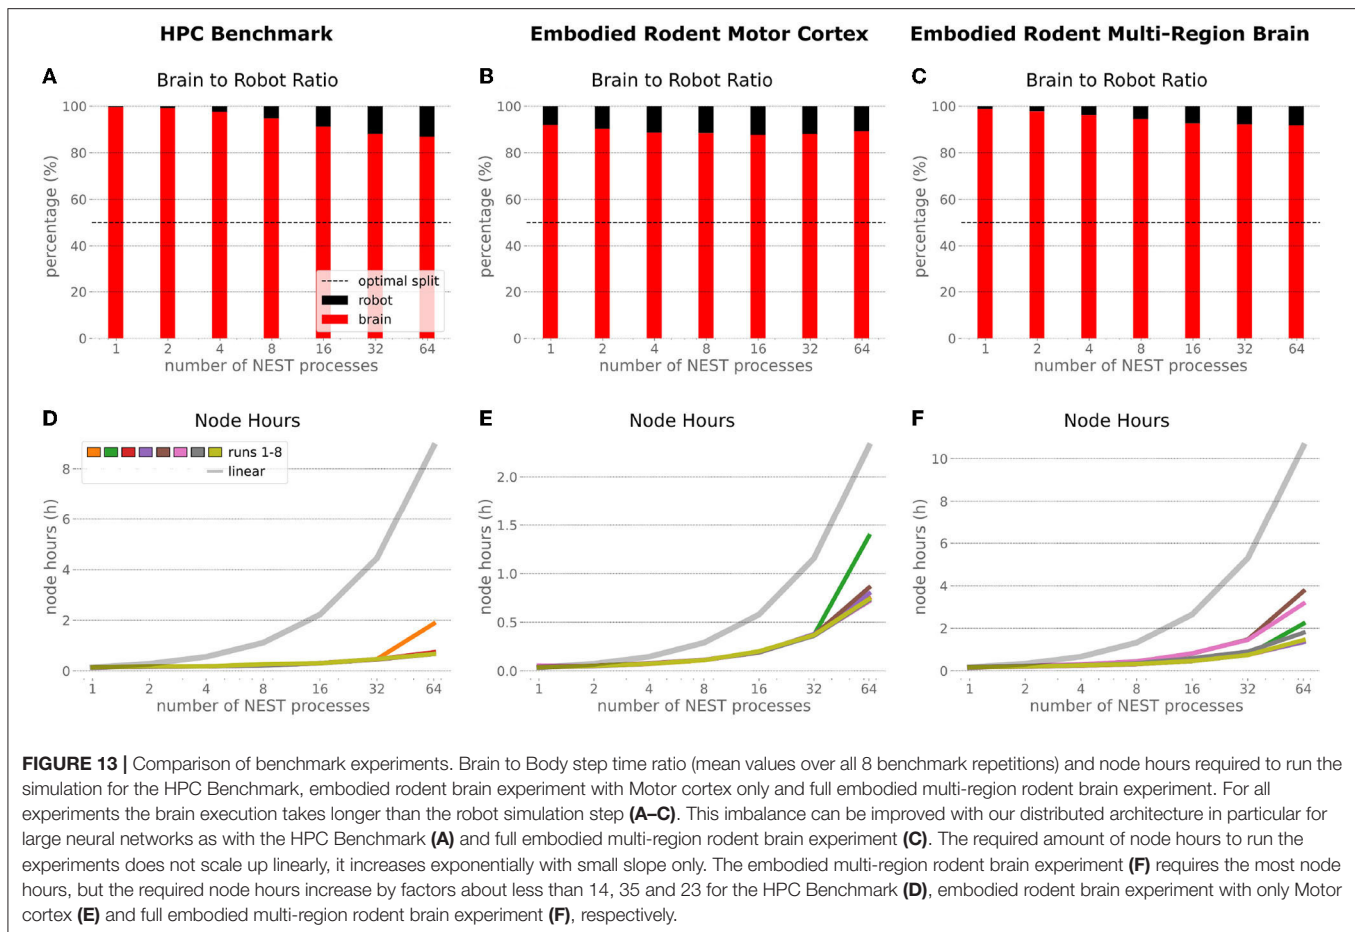 HPC Benchmark
Embodied Rodent Motor Cortex
Embodied Rodent Multi-Region Brain
A
Brain to Robot Ratio
percentage (%)
100
80
60
40
20
0
optimal split
robot
brain
1 2 4 8 16 32 64
number of NEST processes
B
Brain to Robot Ratio
percentage (%)
100
80
60
40
20
0
1 2 4 8 16 32 64
number of NEST processes
C
Brain to Robot Ratio
percentage (%)
100
80
60
40
20
0
1 2 4 8 16 32 64
number of NEST processes
D
Node Hours
node hours (h)
8
6
4
2
0
runs 1-8
linear
1 2 4 8 16 32 64
number of NEST processes
E
Node Hours
node hours (h)
2.0
1.5
1.0
0.5
0.0
1 2 4 8 16 32 64
number of NEST processes
F
Node Hours
node hours (h)
10
8
6
4
2
0
1 2 4 8 16 32 64
number of NEST processes
FIGURE 13 | Comparison of benchmark experiments. Brain to Body step time ratio (mean values over all 8 benchmark repetitions) and node hours required to run the
simulation for the HPC Benchmark, embodied rodent brain experiment with Motor cortex only and full embodied multi-region rodent brain experiment. For all
experiments the brain execution takes longer than the robot simulation step (A–C). This imbalance can be improved with our distributed architecture in particular for
large neural networks as with the HPC Benchmark (A) and full embodied multi-region rodent brain experiment (C). The required amount of node hours to run the
experiments does not scale up linearly, it increases exponentially with small slope only. The embodied multi-region rodent brain experiment (F) requires the most node
hours, but the required node hours increase by factors about less than 14, 35 and 23 for the HPC Benchmark (D), embodied rodent brain experiment with only Motor
cortex (E) and full embodied multi-region rodent brain experiment (F), respectively.